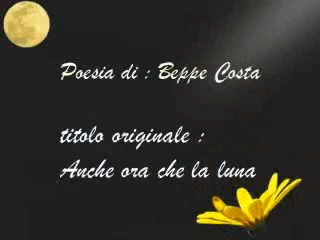 Poesia di : Beppe Costa
titolo originale :
Anche ora che la luna